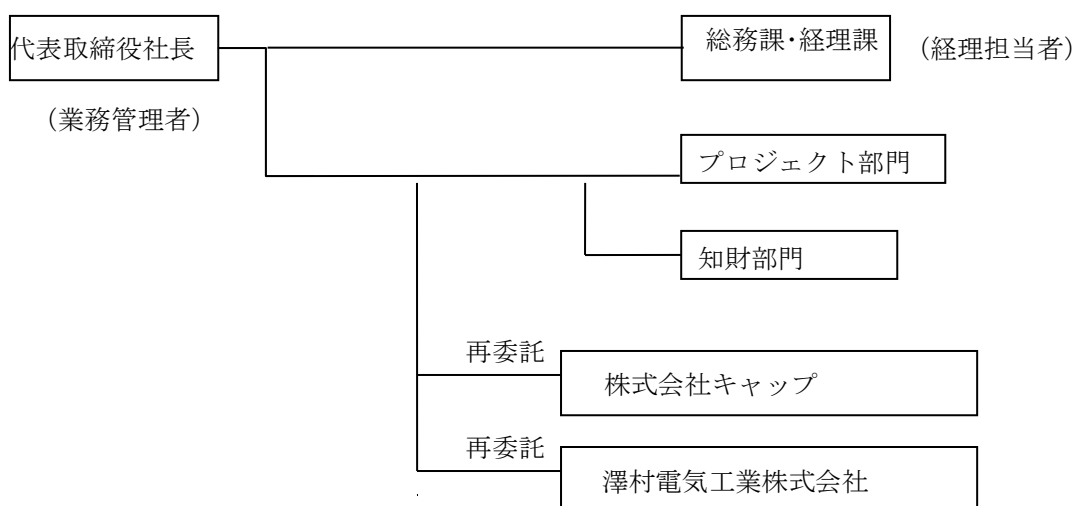 代表取締役社長
総務課・経理課
（経理担当者）
（業務管理者）
プロジェクト部門
知財部門
再委託
株式会社キャップ
再委託
澤村電気工業株式会社